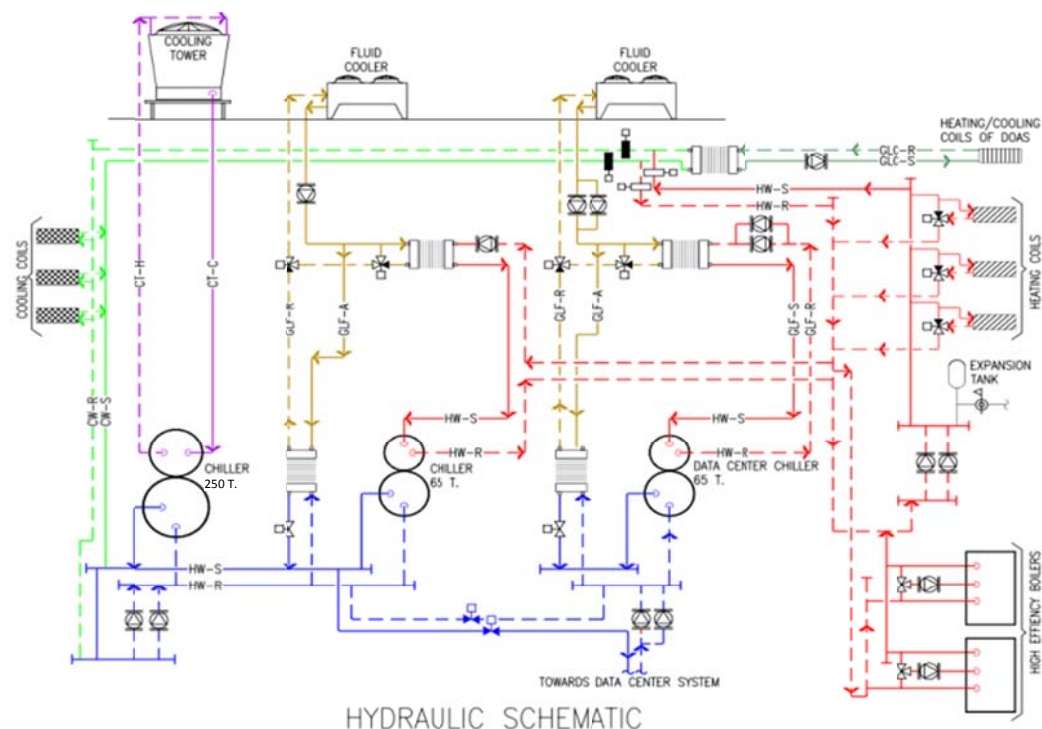 COOLING
TOWER
FLUID
COOLER
FLUID
COOLER
HEATING/COOLING
COILS OF DOAS
GLC-R
GLC-S
HW-S
HW-R
COOLING COILS
CT-H
CT-C
GLF-R
GLF-A
GLF-R
GLF-A
GLF-S
GLF-R
HEATING COILS
EXPANSION
TANK
CW-R
CW-S
HW-S
HW-R
HW-S
HW-R
CHILLER
250 T.
CHILLER
65 T.
DATA CENTER CHILLER
65 T.
HW-S
HW-R
HIGH EFFIENCY BOILERS
TOWARDS DATA CENTER SYSTEM
HYDRAULIC SCHEMATIC